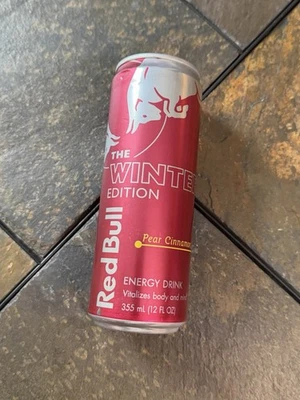 THE
WINTE
EDITION
Pear Cinnamon
Red Bull
ENERGY DRINK
Vitalizes body and
355 mL (12 FL OZ)